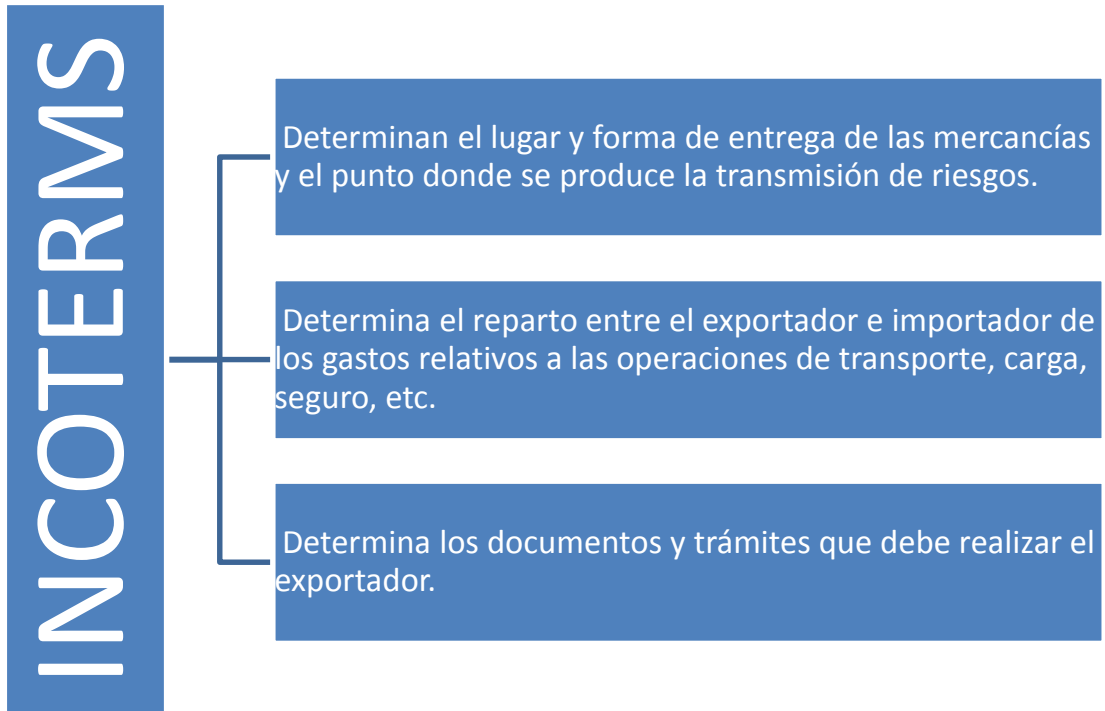 INCOTERMS
Determinan el lugar y forma de entrega de las mercancías
y el punto donde se produce la transmisión de riesgos.
Determina el reparto entre el exportador e importador de
los gastos relativos a las operaciones de transporte, carga,
seguro, etc.
Determina los documentos y trámites que debe realizar el
exportador.